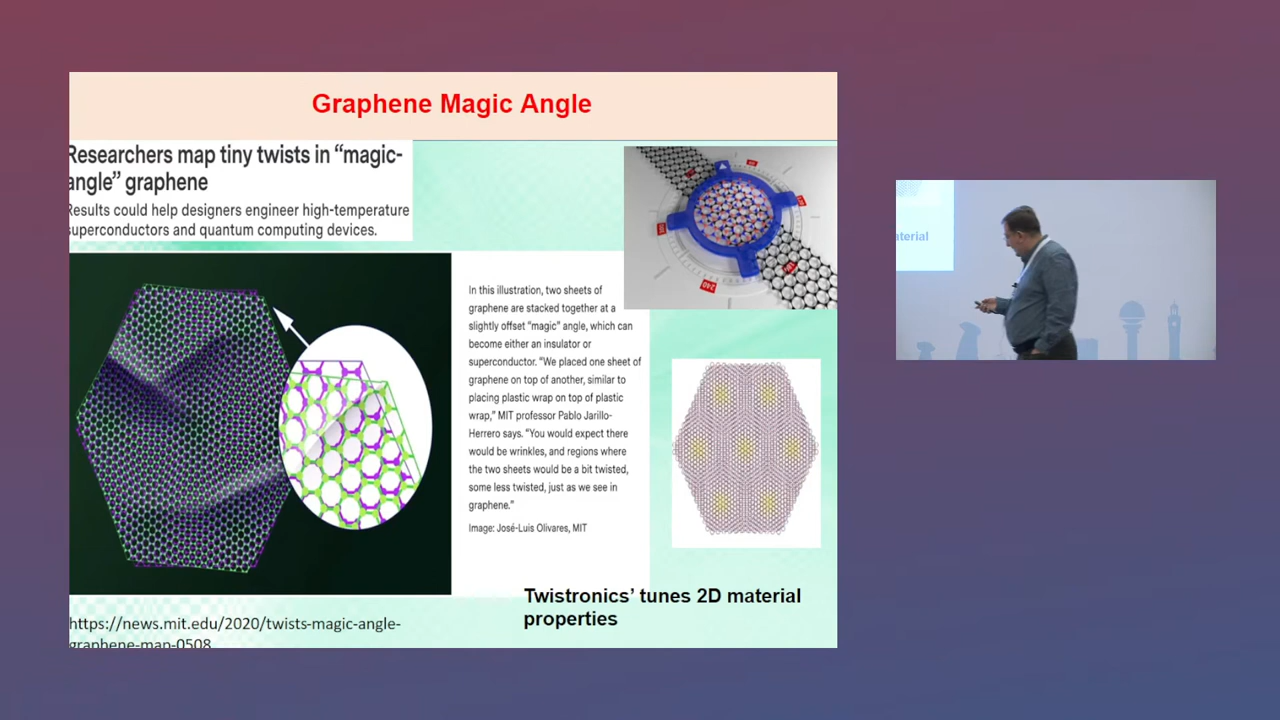 Graphene Magic Angle
Researchers map tiny twists in “magic-
angle” graphene
Results could help designers engineer high-temperature
superconductors and quantum computing devices.
In this illustration, two sheets of
graphene are stacked together at a
slightly offset “magic” angle, which can
become either an insulator or
superconductor. “We placed one sheet of
graphene on top of another, similar to
placing plastic wrap on top of plastic
wrap,” MIT professor Pablo Jarillo-
Herrero says. “You would expect there
would be wrinkles, and regions where
the two sheets would be a bit twisted,
some less twisted, just as we see in
graphene.”
Image: José-Luis Olivares, MIT
240
Twistronics’ tunes 2D material
properties
https://news.mit.edu/2020/twists-magic-angle-
graphene-map-0508
aterial